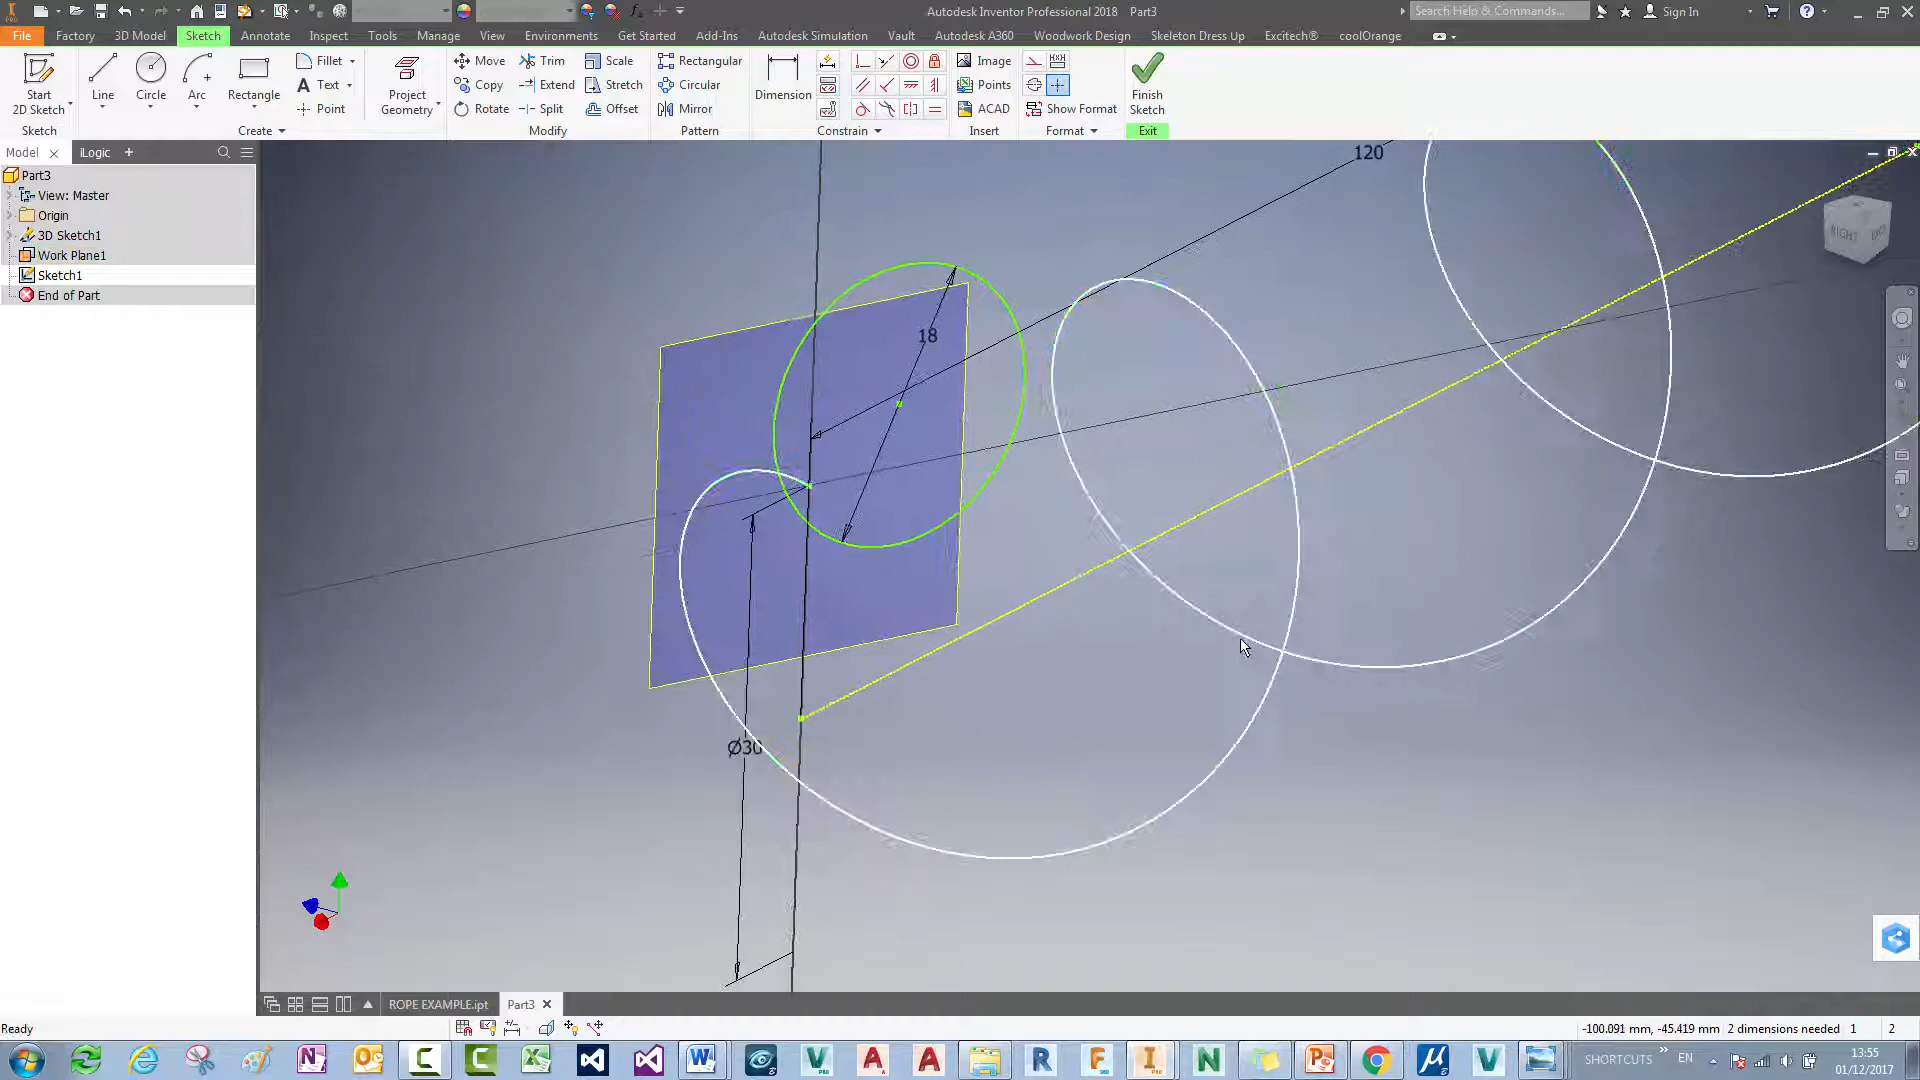 Autodesk Inventor Professional 2018 Part3
Search Help & Commands...
Sign In
File Factory 3D Model Sketch Annotate Inspect Tools Manage View Environments Get Started Add-Ins Autodesk Simulation Vault Autodesk A360 Woodwork Design Skeleton Dress Up Excitech® coolOrange
Start
2D Sketch
Line
Circle
Arc
Rectangle
Fillet
Text
Point
Project
Geometry
Move
Trim
Scale
Copy
Extend
Stretch
Rotate
Split
Offset
Rectangular
Circular
Mirror
Dimension
Image
Points
ACAD
Show Format
Finish
Sketch
Sketch
Create
Modify
Pattern
Constrain
Insert
Format
Exit
Model
iLogic
Part3
View: Master
Origin
3D Sketch1
Work Plane1
Sketch1
End of Part
120
18
Ø30
RIGHT
ROPE EXAMPLE.ipt
Part3
Ready
-100.091 mm, -45.419 mm 2 dimensions needed 1 2
SHORTCUTS
EN
13:55
01/12/2017